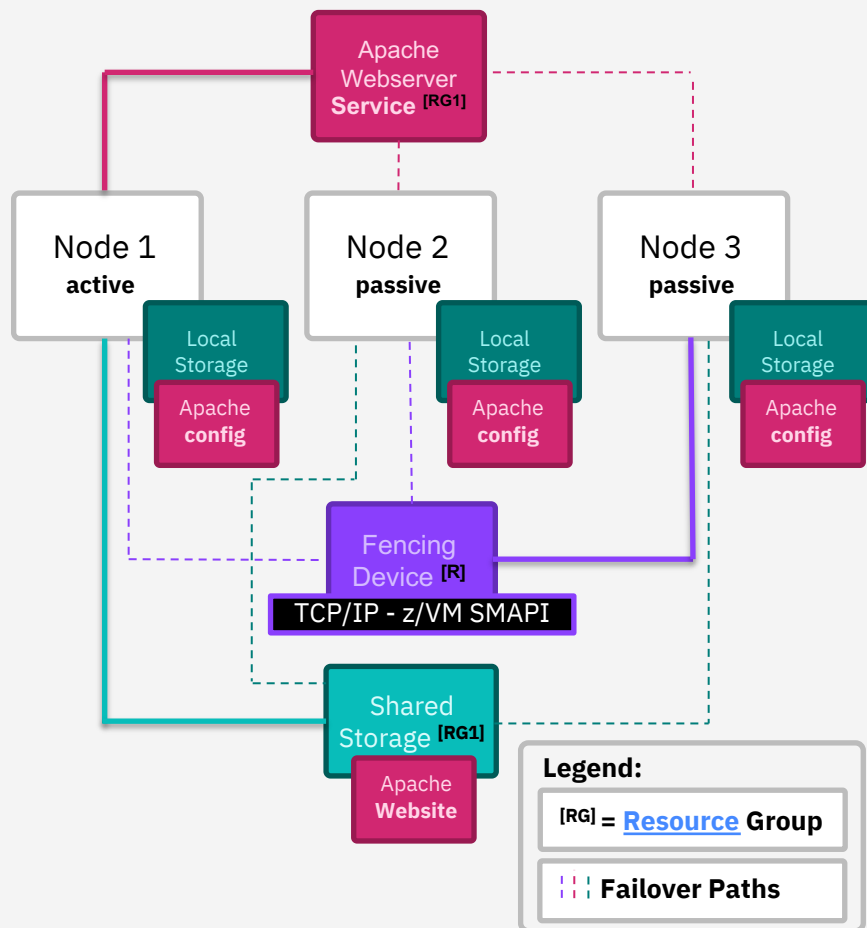 Apache
Webserver
Service [RG1]
Node 1
active
Node 2
passive
Node 3
passive
Local
Storage
Apache
config
Local
Storage
Apache
config
Local
Storage
Apache
config
Fencing
Device [R]
TCP/IP - z/VM SMAPI
Shared
Storage [RG1]
Apache
Website
Legend:
[RG] = Resource Group
Failover Paths